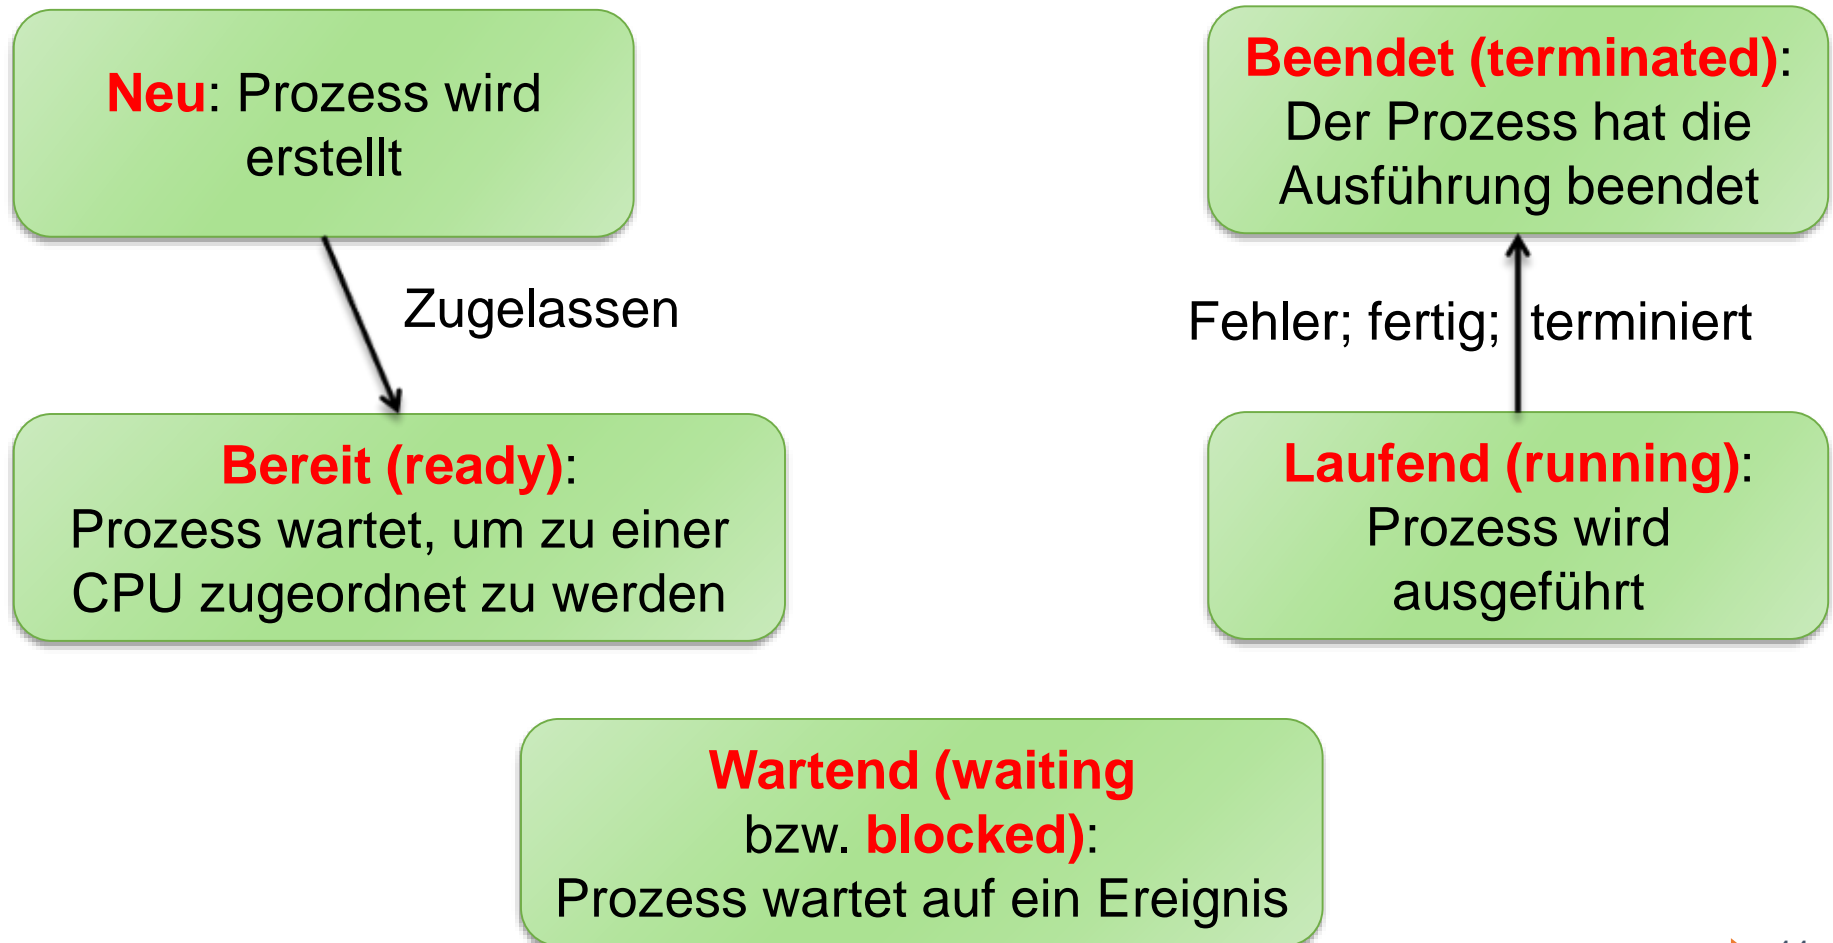 Neu: Prozess wird
erstellt
Beendet (terminated):
Der Prozess hat die
Ausführung beendet
Zugelassen
Fehler; fertig; terminiert
Bereit (ready):
Prozess wartet, um zu einer
CPU zugeordnet zu werden
Laufend (running):
Prozess wird
ausgeführt
Wartend (waiting
bzw. blocked):
Prozess wartet auf ein Ereignis